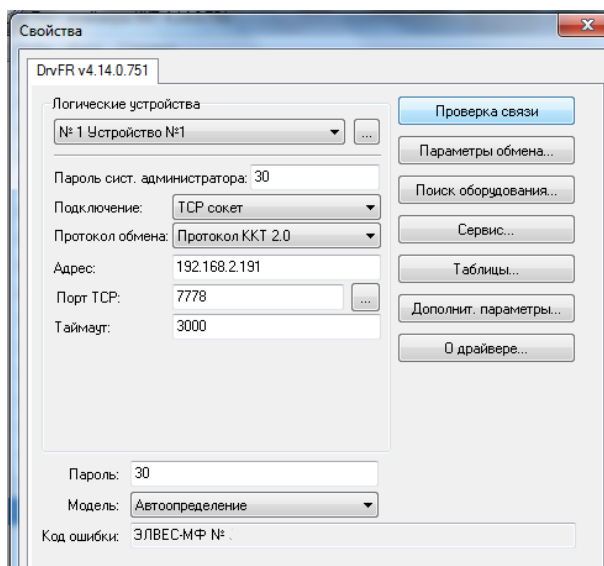 Свойства
DrvFR v4.14.0.751
Логические устройства
№ 1 Устройство №1
...
Пароль сист. администратора: 30
Подключение: TCP сокет
Протокол обмена: Протокол ККТ 2.0
Адрес: 192.168.2.191
Порт TCP: 7778
...
Таймаут: 3000
Проверка связи
Параметры обмена...
Поиск оборудования...
Сервис...
Таблицы...
Дополнит. параметры...
О драйвере...
Пароль: 30
Модель: Автоопределение
Код ошибки: ЭЛВЕС-МФ №